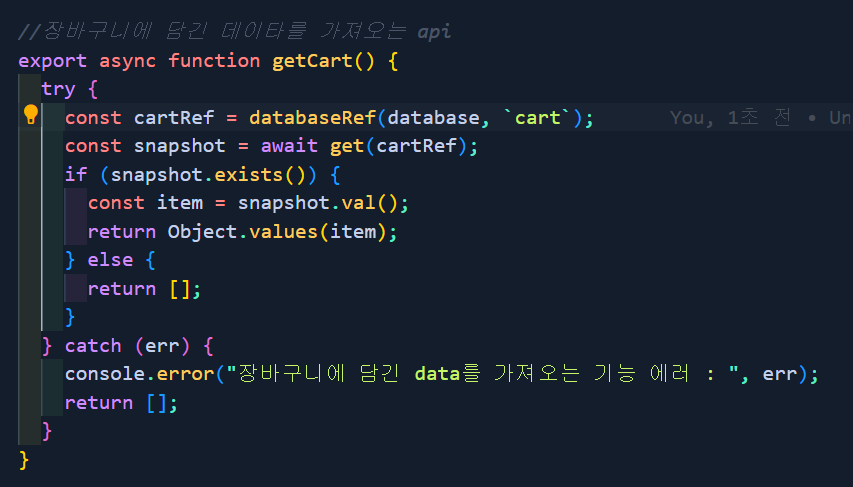 //장바구니에 담긴 데이타를 가져오는 api
export async function getCart() {
try {
const cartRef = databaseRef(database, `cart`); You, 1초 전 • Un
const snapshot = await get(cartRef);
if (snapshot.exists()) {
const item = snapshot.val();
return Object.values(item);
} else {
return [];
}
} catch (err) {
console.error("장바구니에 담긴 data를 가져오는 기능 에러 : ", err);
return [];
}
}